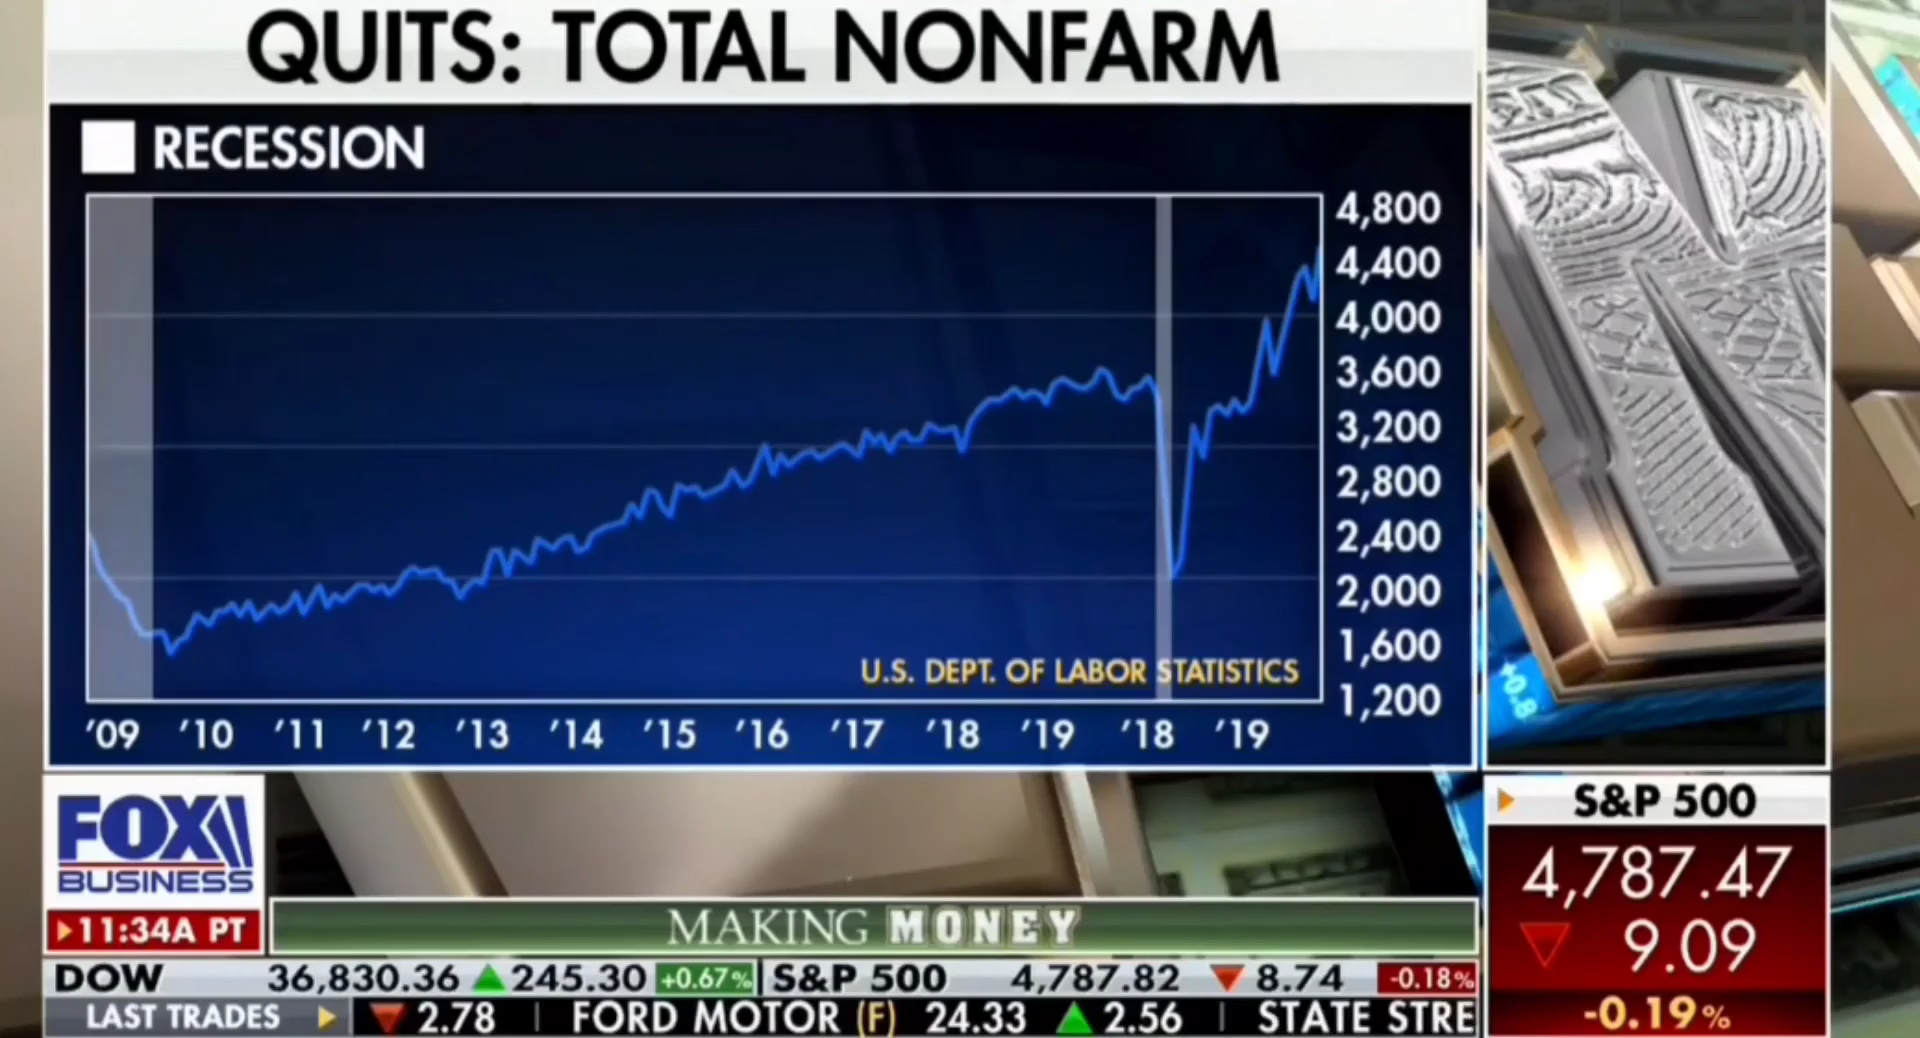 QUITS: TOTAL NONFARM
RECESSION
4,800
4,400
4,000
3,600
3,200
2,800
2,400
2,000
1,600
1,200
U.S. DEPT. OF LABOR STATISTICS
'09 '10 '11 '12 '13 '14 '15 '16 '17 '18 '19 '18 '19
+0.8
FOX
BUSINESS
11:34A PT
MAKING MONEY
S&P 500
4,787.47
▼ 9.09
-0.19%
DOW 36,830.36 ▲ 245.30 +0.67% S&P 500 4,787.82 ▼ 8.74 -0.18%
LAST TRADES ▼ 2.78 | FORD MOTOR (F) 24.33 ▲ 2.56 | STATE STRE